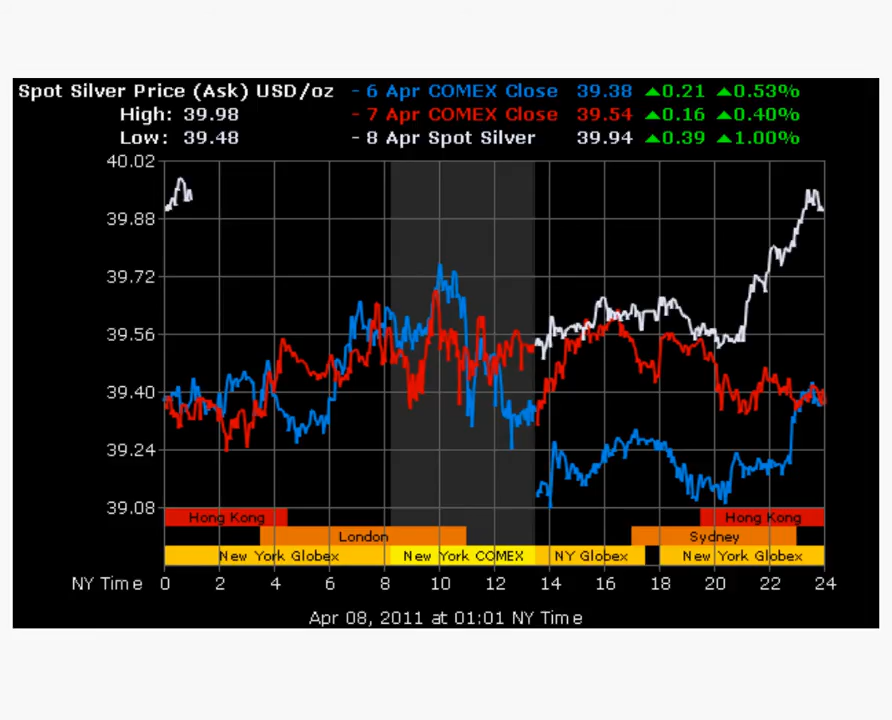 Spot Silver Price (Ask) USD/oz - 6 Apr COMEX Close 39.38 ▲0.21 ▲0.53%
High: 39.98 - 7 Apr COMEX Close 39.54 ▲0.16 ▲0.40%
Low: 39.48 - 8 Apr Spot Silver 39.94 ▲0.39 ▲1.00%
40.02
39.88
39.72
39.56
39.40
39.24
39.08
Hong Kong Hong Kong
London Sydney
New York Globex New York COMEX NY Globex New York Globex
NY Time 0 2 4 6 8 10 12 14 16 18 20 22 24
Apr 08, 2011 at 01:01 NY Time